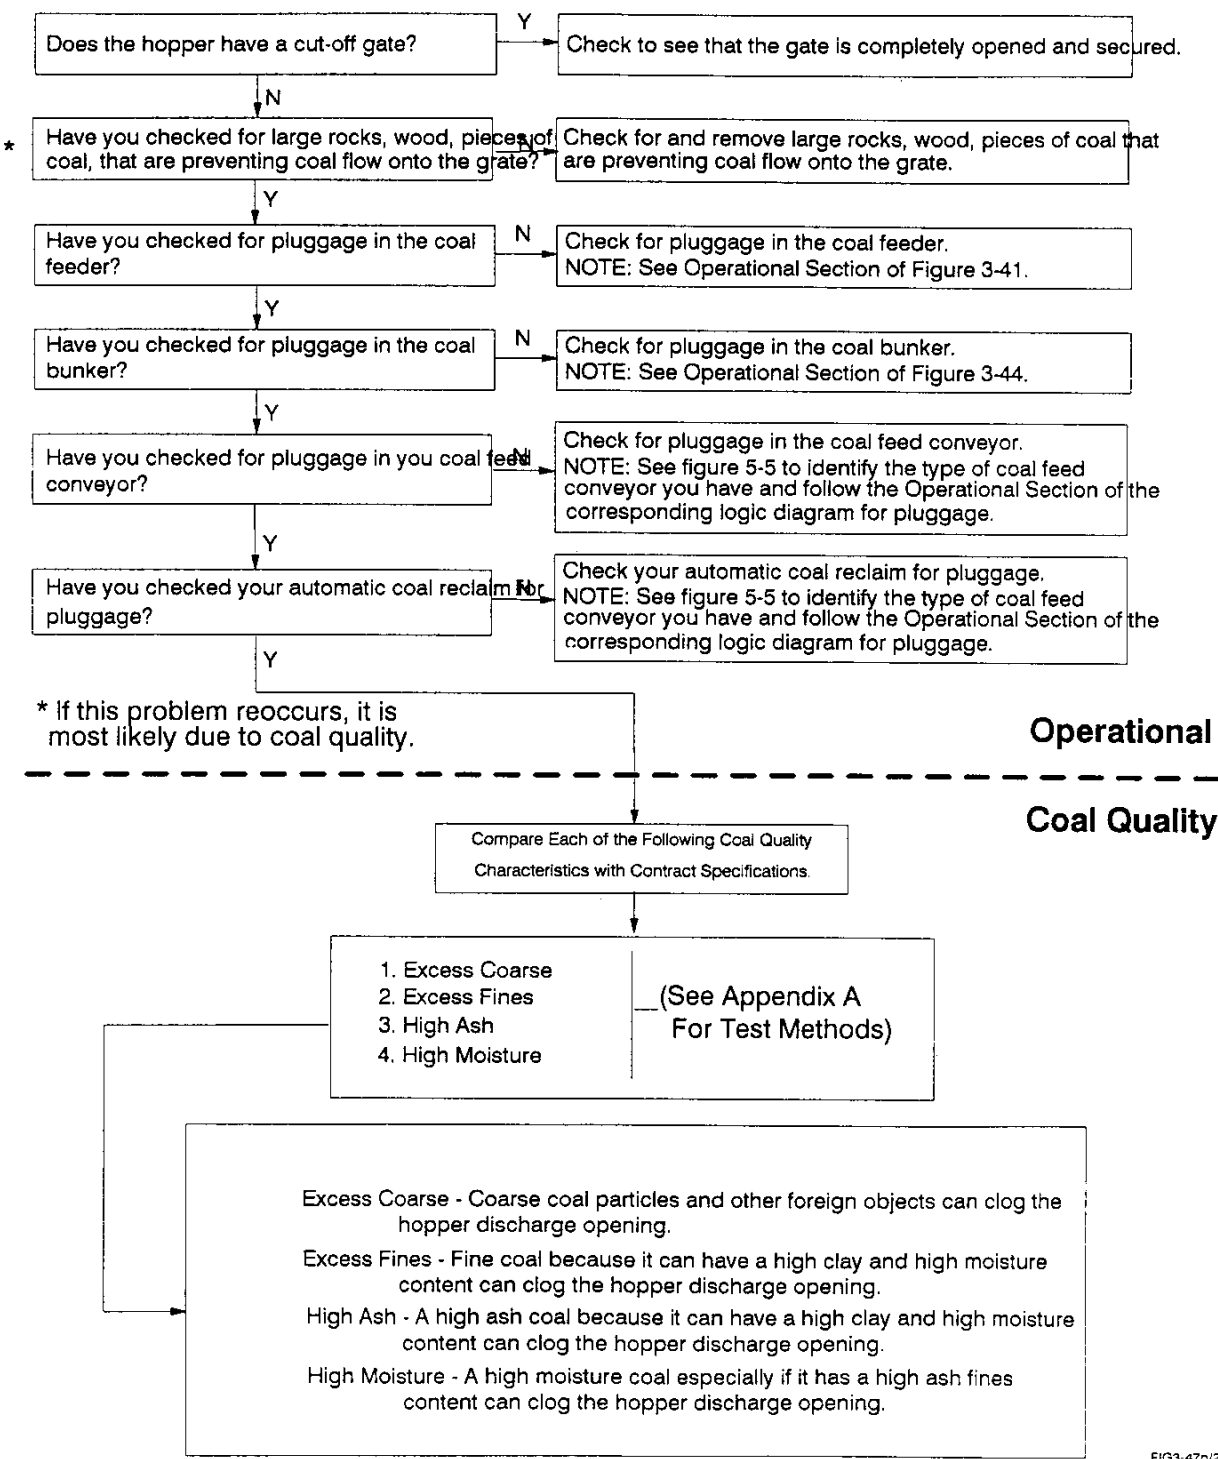 Y
Does the hopper have a cut-off gate?
Check to see that the gate is completely opened and secured.
N
*
Have you checked for large rocks, wood, pieces of
coal, that are preventing coal flow onto the grate?
N
Check for and remove large rocks, wood, pieces of coal that
are preventing coal flow onto the grate.
Y
Have you checked for pluggage in the coal
feeder?
N
Check for pluggage in the coal feeder.
NOTE: See Operational Section of Figure 3-41.
Y
Have you checked for pluggage in the coal
bunker?
N
Check for pluggage in the coal bunker.
NOTE: See Operational Section of Figure 3-44.
Y
Have you checked for pluggage in you coal feed
conveyor?
N
Check for pluggage in the coal feed conveyor.
NOTE: See figure 5-5 to identify the type of coal feed
conveyor you have and follow the Operational Section of the
corresponding logic diagram for pluggage.
Y
Have you checked your automatic coal reclaim for
pluggage?
N
Check your automatic coal reclaim for pluggage.
NOTE: See figure 5-5 to identify the type of coal feed
conveyor you have and follow the Operational Section of the
corresponding logic diagram for pluggage.
Y
* If this problem reoccurs, it is
most likely due to coal quality.
Operational
Coal Quality
Compare Each of the Following Coal Quality
Characteristics with Contract Specifications.
1. Excess Coarse
2. Excess Fines
3. High Ash
4. High Moisture
(See Appendix A
For Test Methods)
Excess Coarse - Coarse coal particles and other foreign objects can clog the
hopper discharge opening.
Excess Fines - Fine coal because it can have a high clay and high moisture
content can clog the hopper discharge opening.
High Ash - A high ash coal because it can have a high clay and high moisture
content can clog the hopper discharge opening.
High Moisture - A high moisture coal especially if it has a high ash fines
content can clog the hopper discharge opening.